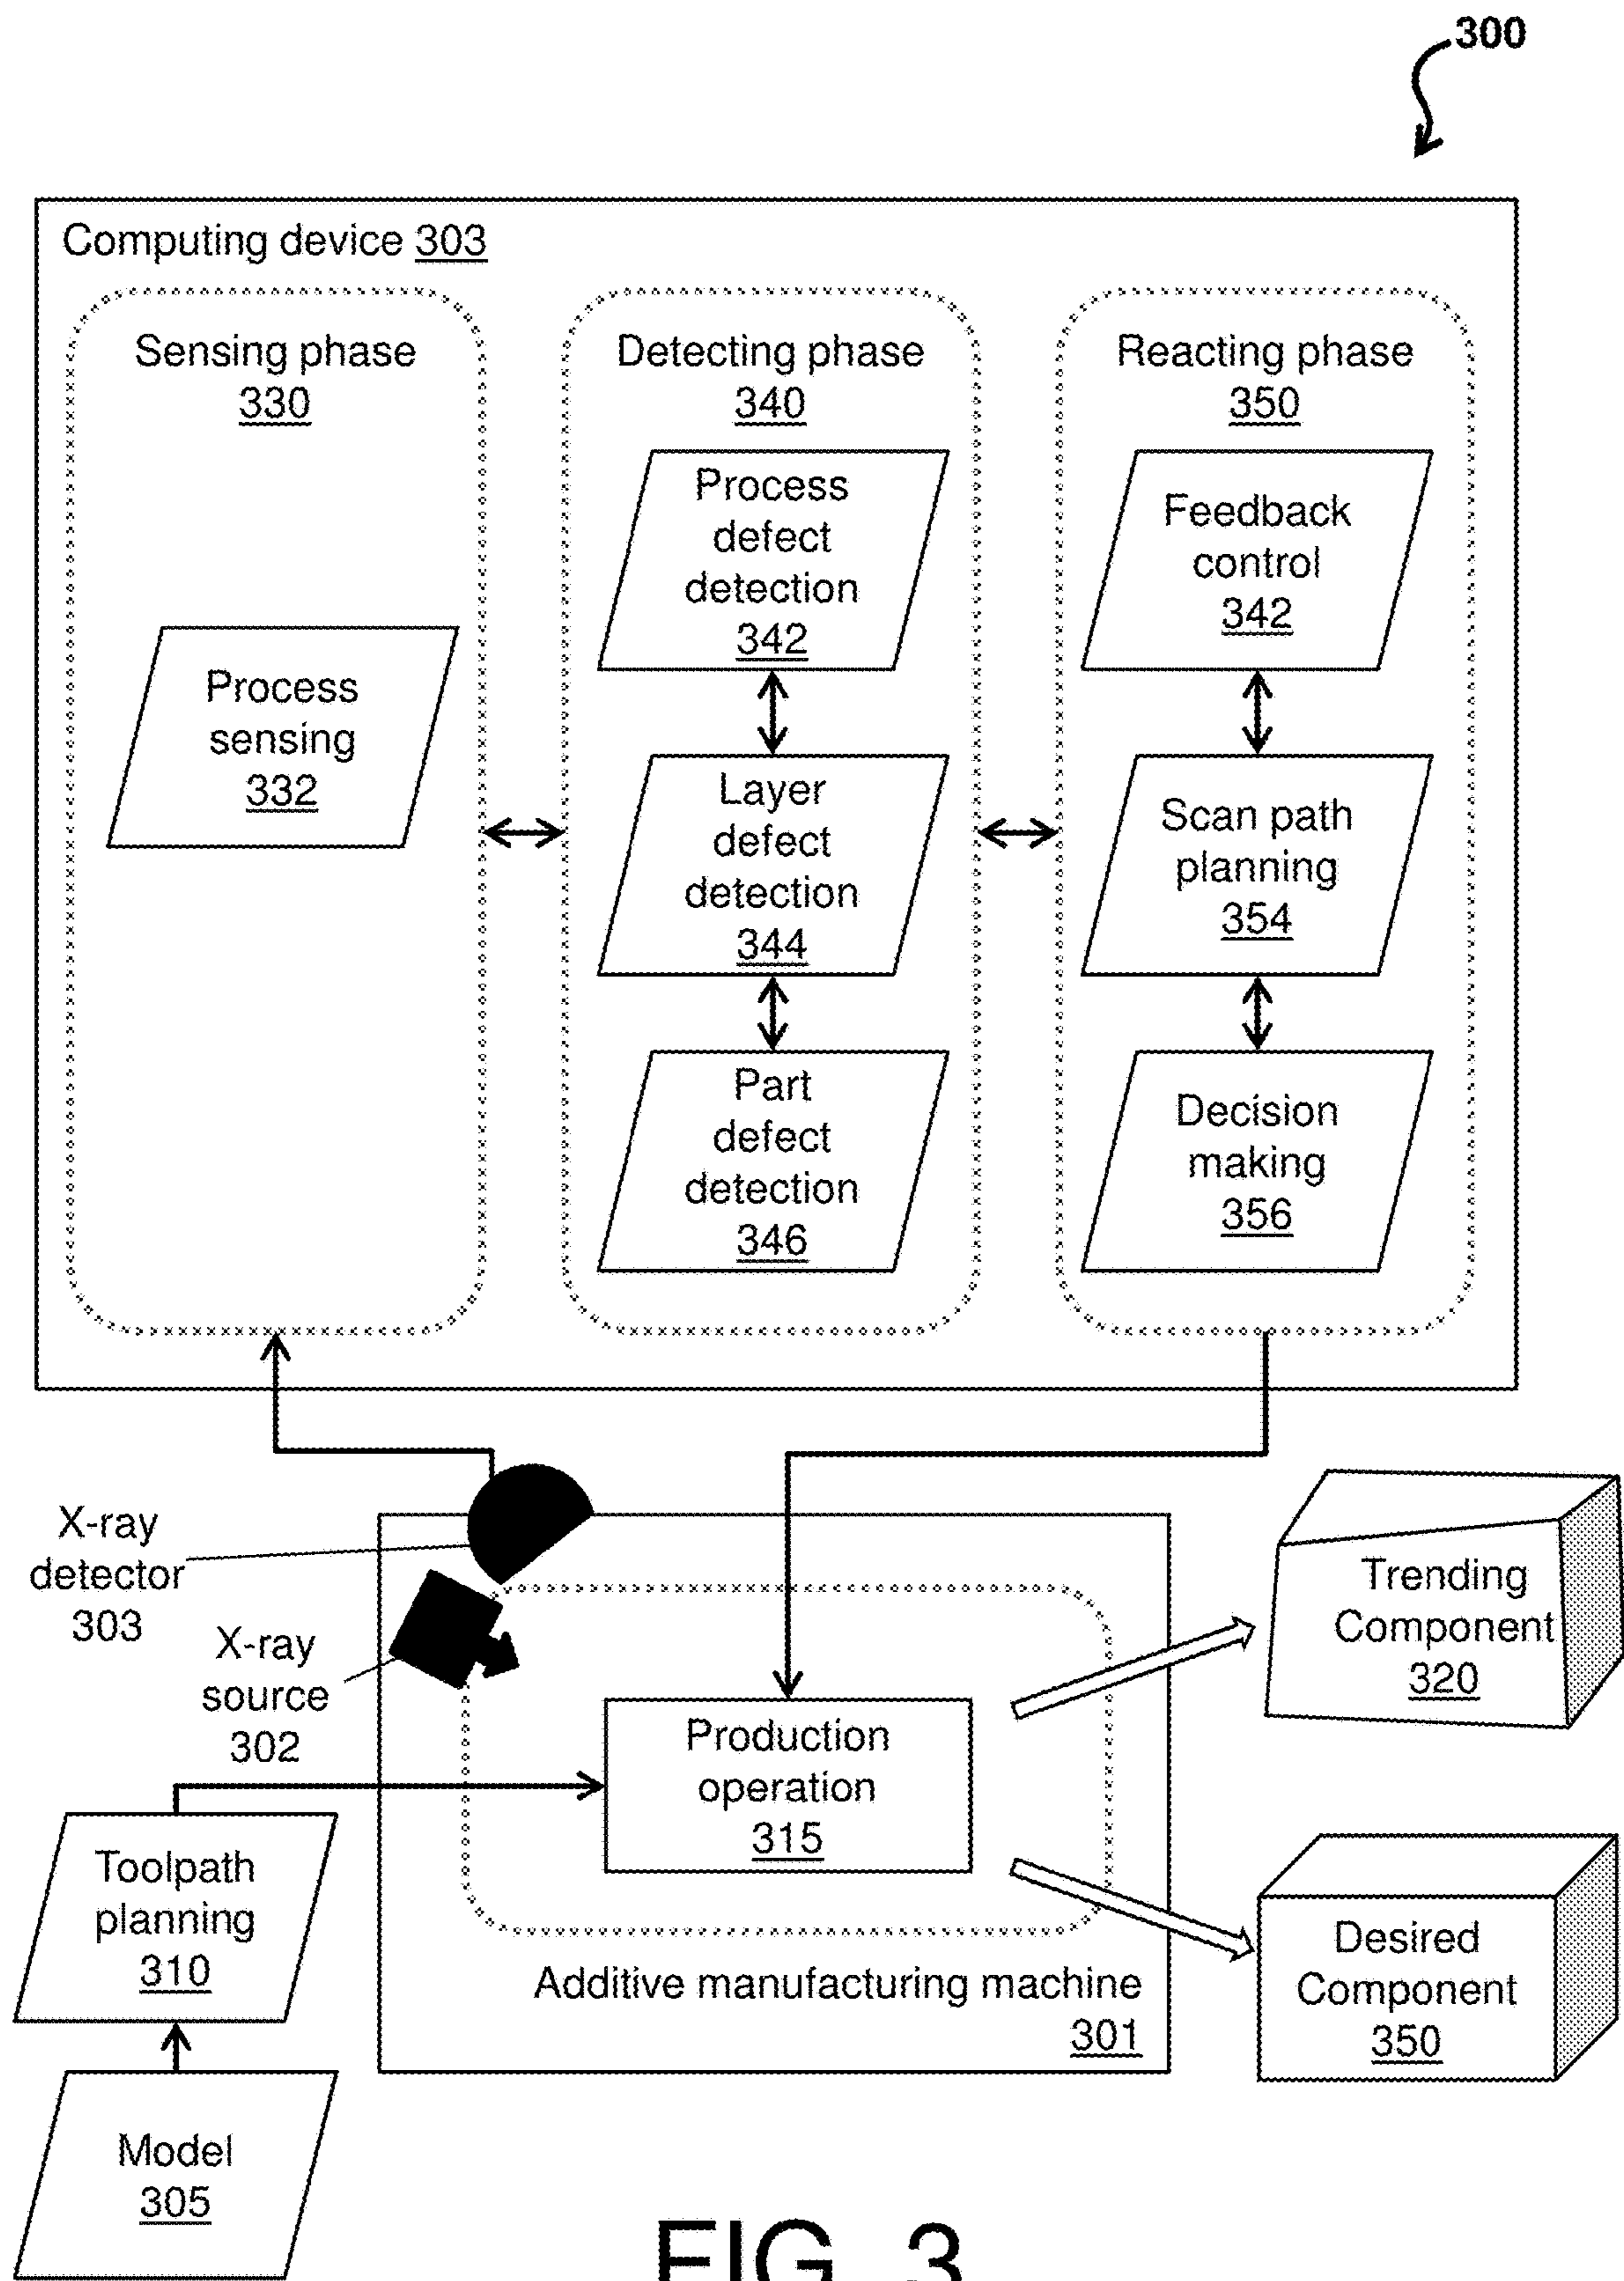 300
Computing device 303
Sensing phase
330
Process
sensing
332
Detecting phase
340
Process
defect
detection
342
Layer
defect
detection
344
Part
defect
detection
346
Reacting phase
350
Feedback
control
342
Scan path
planning
354
Decision
making
356
X-ray
detector
303
X-ray
source
302
Production
operation
315
Additive manufacturing machine
301
Trending
Component
320
Desired
Component
350
Toolpath
planning
310
Model
305
FIG. 3